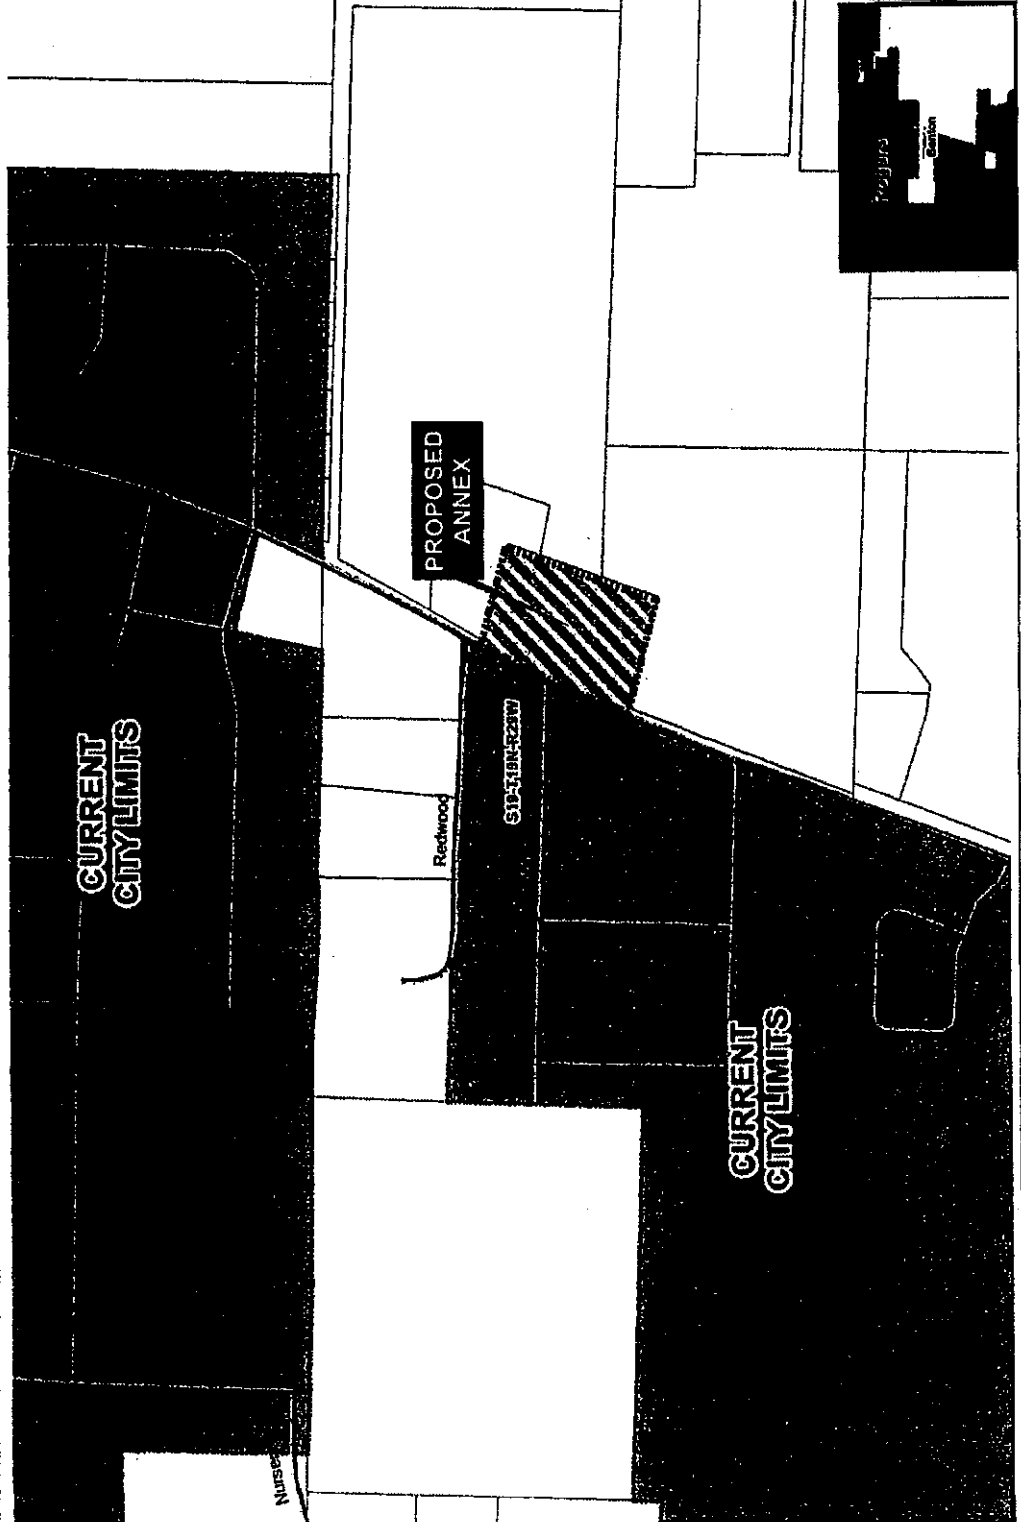 CURRENT
CITY LIMITS
PROPOSED
ANNEX
Redwood
CURRENT
CITY LIMITS
Rogers
Benton